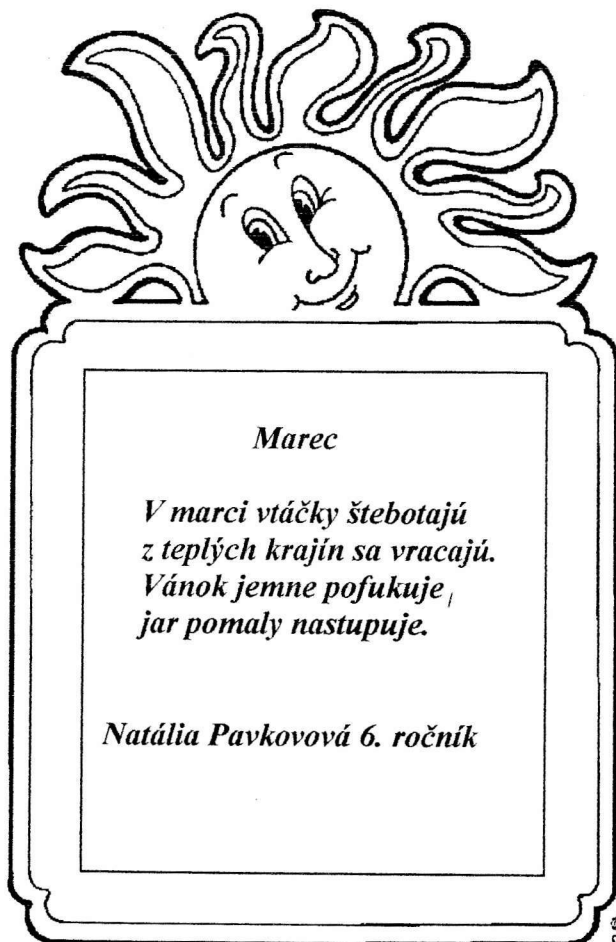 Marec
V marci vtáčky štebotajú
z teplých krajín sa vracajú.
Vánok jemne pofukuje,
jar pomaly nastupuje.
Natália Pavkovová 6. ročník